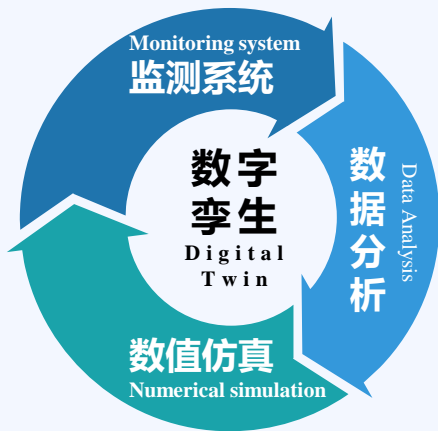 Monitoring system
监测系统
数据分析
Data Analysis
数字
孪生
Digital
Twin
数值仿真
Numerical simulation